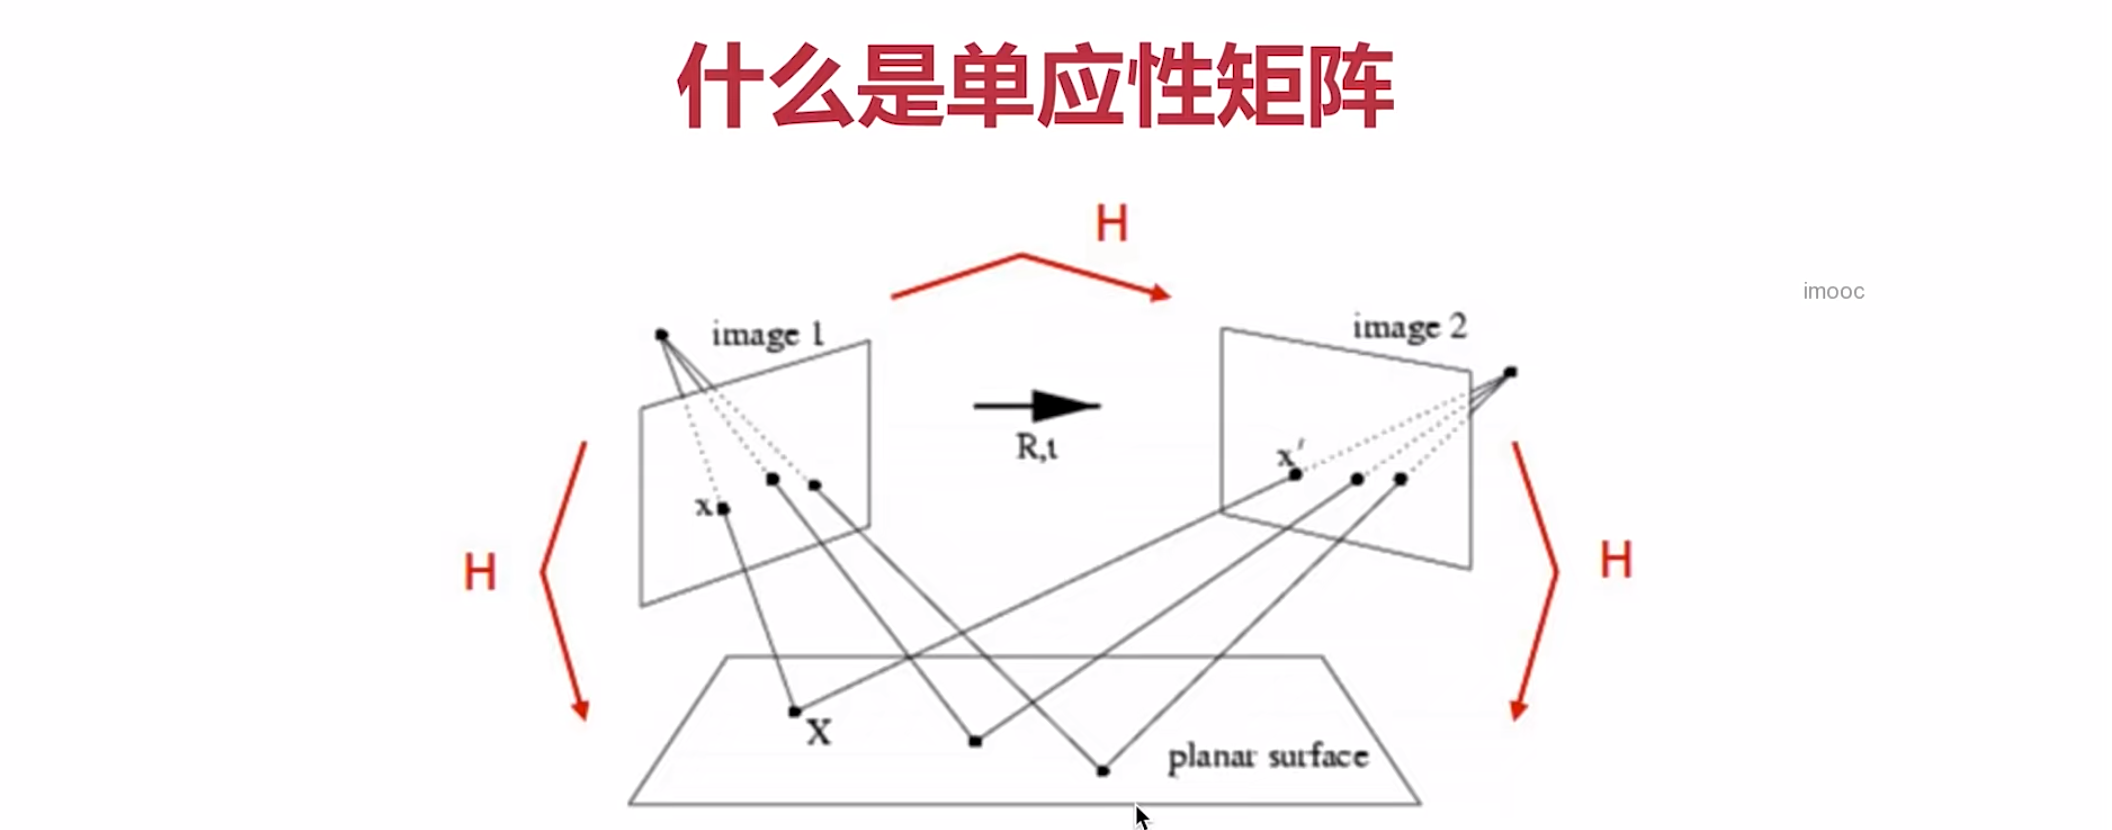 什么是单应性矩阵
H
imooc
image 1
image 2
R,t
x
x′
H
H
X
planar surface